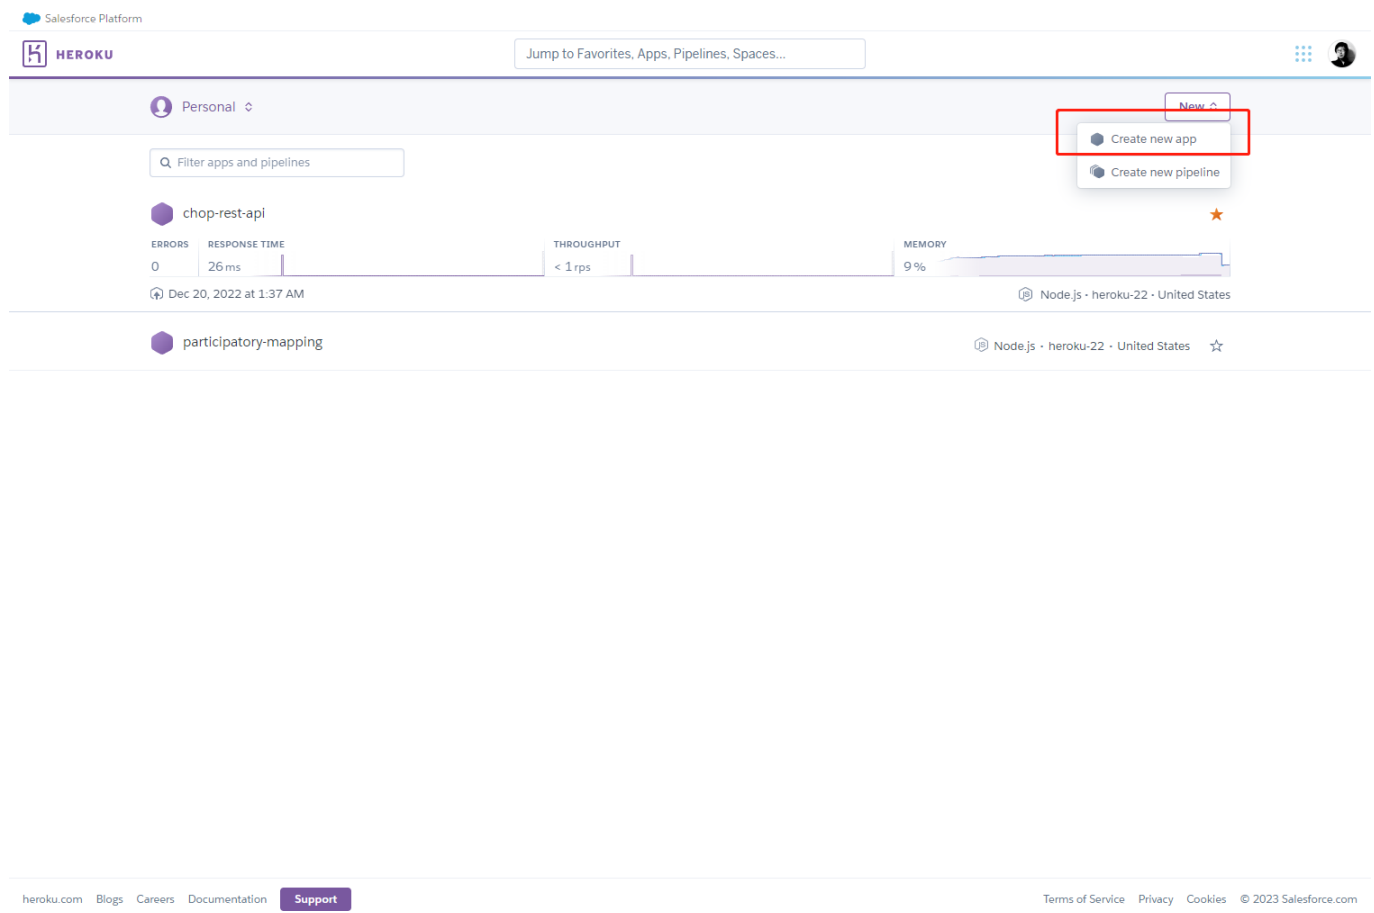 Salesforce Platform
HEROKU
Jump to Favorites, Apps, Pipelines, Spaces...
Personal
New
Create new app
Filter apps and pipelines
Create new pipeline
chop-rest-api
ERRORS RESPONSE TIME THROUGHPUT MEMORY
0 26 ms < 1 rps 9 %
Dec 20, 2022 at 1:37 AM
JS Node.js · heroku-22 · United States
participatory-mapping
JS Node.js · heroku-22 · United States
heroku.com Blogs Careers Documentation Support Terms of Service Privacy Cookies © 2023 Salesforce.com